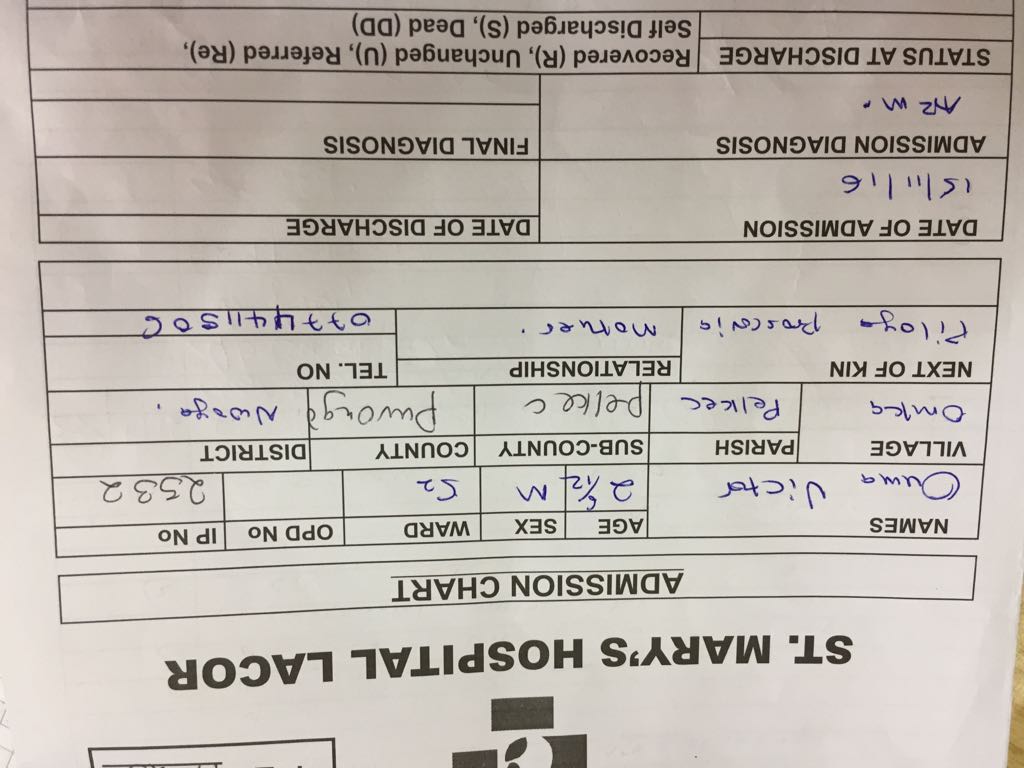 ST. MARY'S HOSPITAL LACOR
ADMISSION CHART
NAMES AGE SEX WARD OPD No IP No
Ouma Victor 2 6/12 M S2 2532
VILLAGE PARISH SUB-COUNTY COUNTY DISTRICT
Omka Pelkec Pelkec Purongo Nwoya.
NEXT OF KIN RELATIONSHIP TEL. NO
Piloya Proscovia Mother. 0774411506
DATE OF ADMISSION DATE OF DISCHARGE
15/11/16
ADMISSION DIAGNOSIS FINAL DIAGNOSIS
ARM.
STATUS AT DISCHARGE Recovered (R), Unchanged (U), Referred (Re),
Self Discharged (S), Dead (DD)